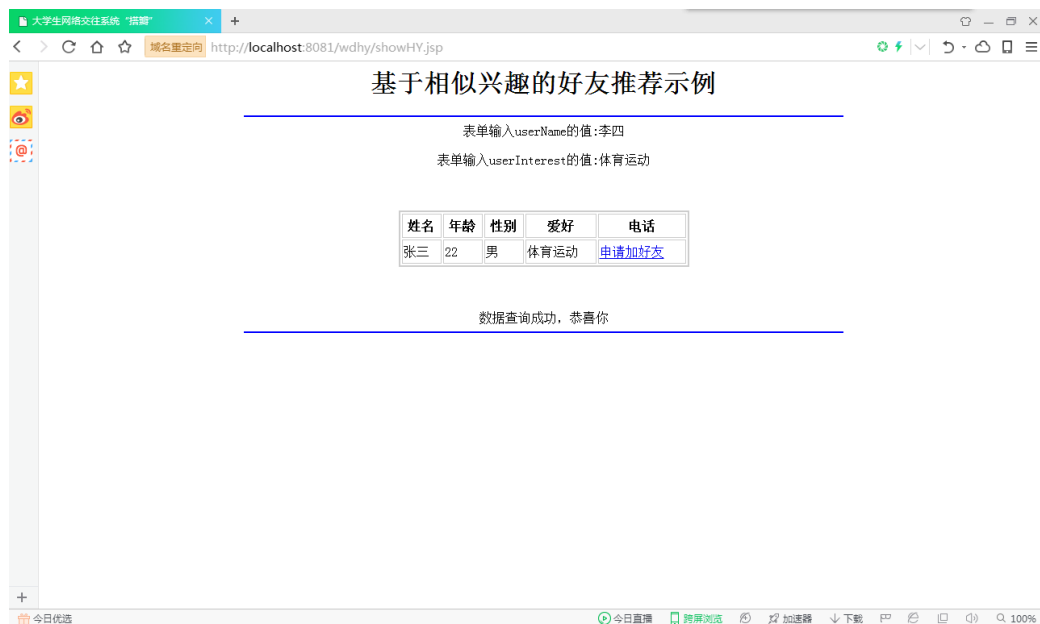 大学生网络交往系统 "搭鞯"
域名重定向 http://localhost:8081/wdhy/showHY.jsp
基于相似兴趣的好友推荐示例
表单输入userName的值:李四
表单输入userInterest的值:体育运动
姓名 年龄 性别 爱好 电话
张三 22 男 体育运动 申请加好友
数据查询成功，恭喜你
今日优选 今日直播 跨屏浏览 加速器 下载 100%